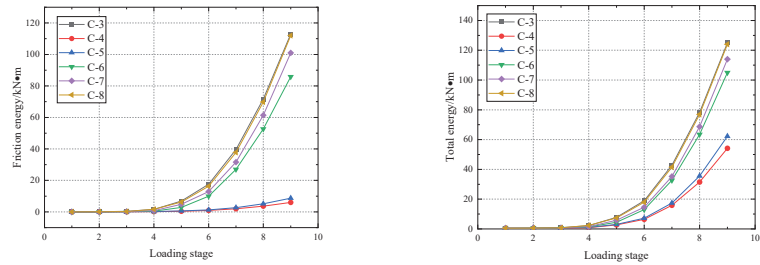 Friction energy/kN•m
120
100
80
60
40
20
0
C-3
C-4
C-5
C-6
C-7
C-8
0
2
4
6
8
10
Loading stage
Total energy/kN•m
140
120
100
80
60
40
20
0
C-3
C-4
C-5
C-6
C-7
C-8
0
2
4
6
8
10
Loading stage